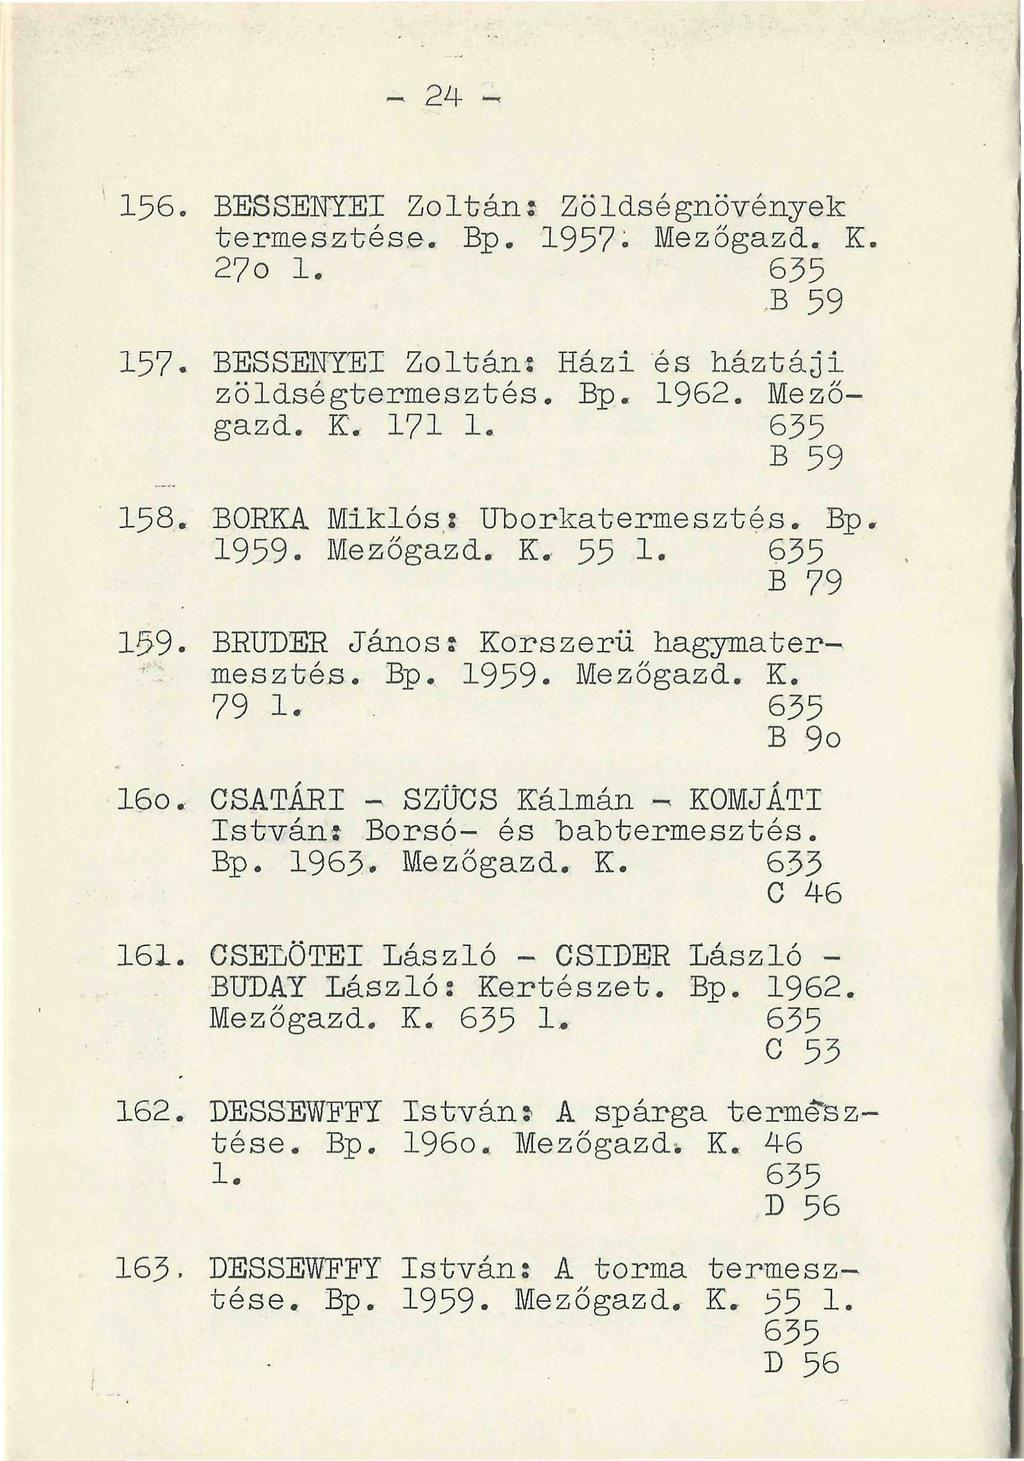 - 24 -
156. BESSENYEI Zoltán: Zöldségnövények
termesztése. Bp. 1957. Mezőgazd. K.
27o l. 635
B 59
157. BESSENYEI Zoltán: Házi és háztáji
zöldségtermesztés. Bp. 1962. Mező-
gazd. K. 171 l. 635
B 59
158. BORKA Miklós: Uborkatermesztés. Bp.
1959. Mezőgazd. K. 55 l. 635
B 79
159. BRUDER János: Korszerü hagymater-
mesztés. Bp. 1959. Mezőgazd. K.
79 l. 635
B 9o
16o. CSATÁRI - SZÜCS Kálmán - KOMJÁTI
István: Borsó- és babtermesztés.
Bp. 1963. Mezőgazd. K. 633
C 46
161. CSELÖTEI László - CSIDER László -
BUDAY László: Kertészet. Bp. 1962.
Mezőgazd. K. 635 l. 635
C 53
162. DESSEWFFY István: A spárga termesz-
tése. Bp. 196o. Mezőgazd. K. 46
l. 635
D 56
163. DESSEWFFY István: A torma termesz-
tése. Bp. 1959. Mezőgazd. K. 55 l.
635
D 56